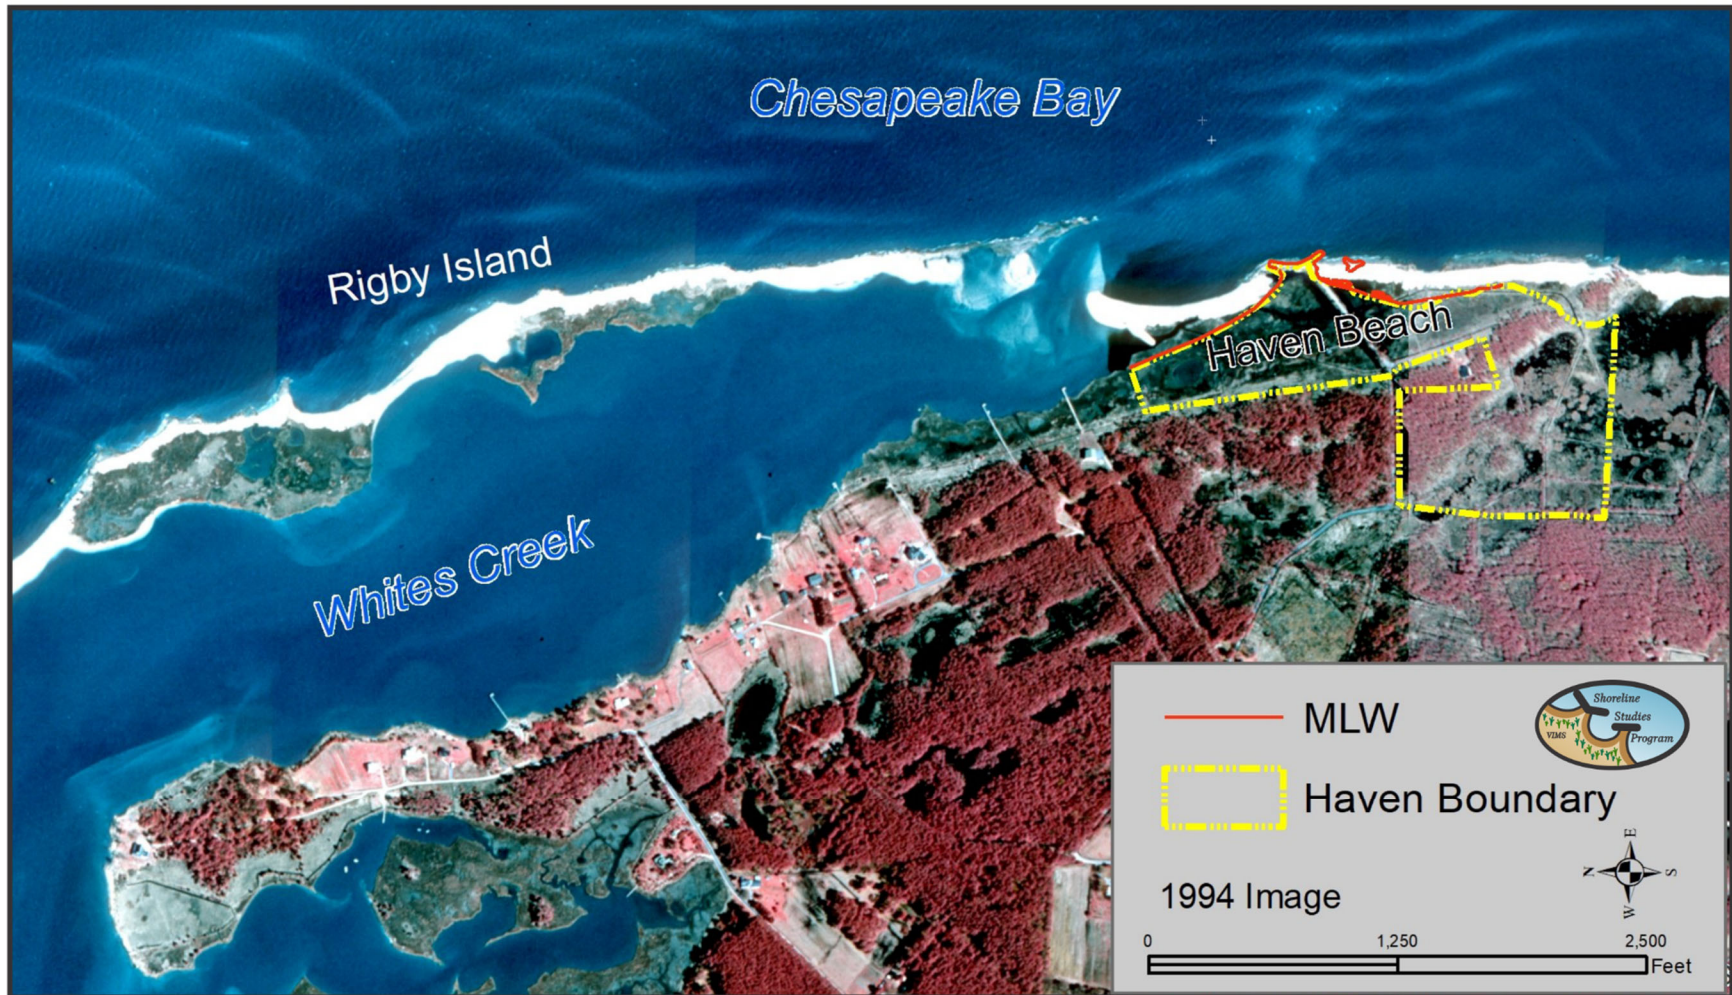 Chesapeake Bay
Rigby Island
Haven Beach
Whites Creek
MLW
Haven Boundary
1994 Image
0 1,250 2,500
Feet
Shoreline
Studies
Program
VIMS
E
N S
W